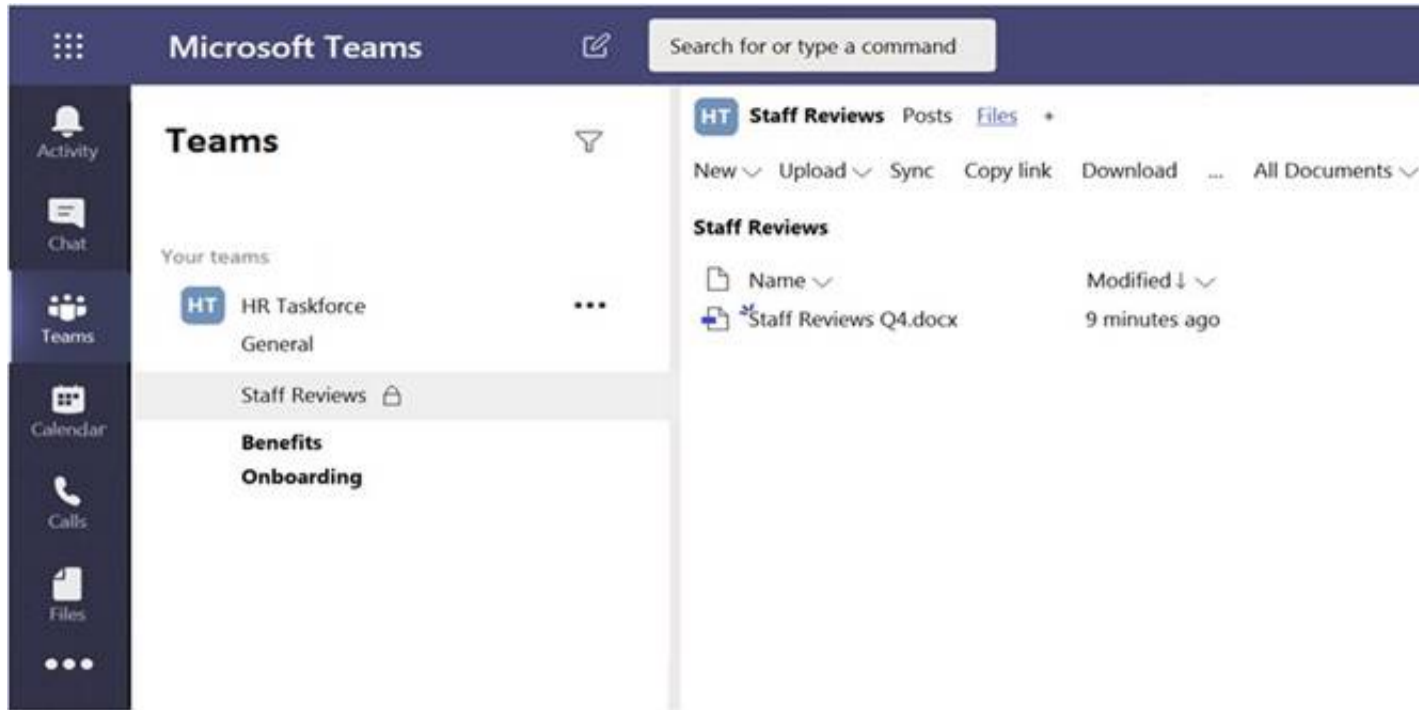 Microsoft Teams
Search for or type a command
Activity
Chat
Teams
Calendar
Calls
Files
Teams
Your teams
HT HR Taskforce
General
Staff Reviews
Benefits
Onboarding
HT Staff Reviews Posts Files +
New Upload Sync Copy link Download ... All Documents
Staff Reviews
Name Modified ↓
Staff Reviews Q4.docx 9 minutes ago